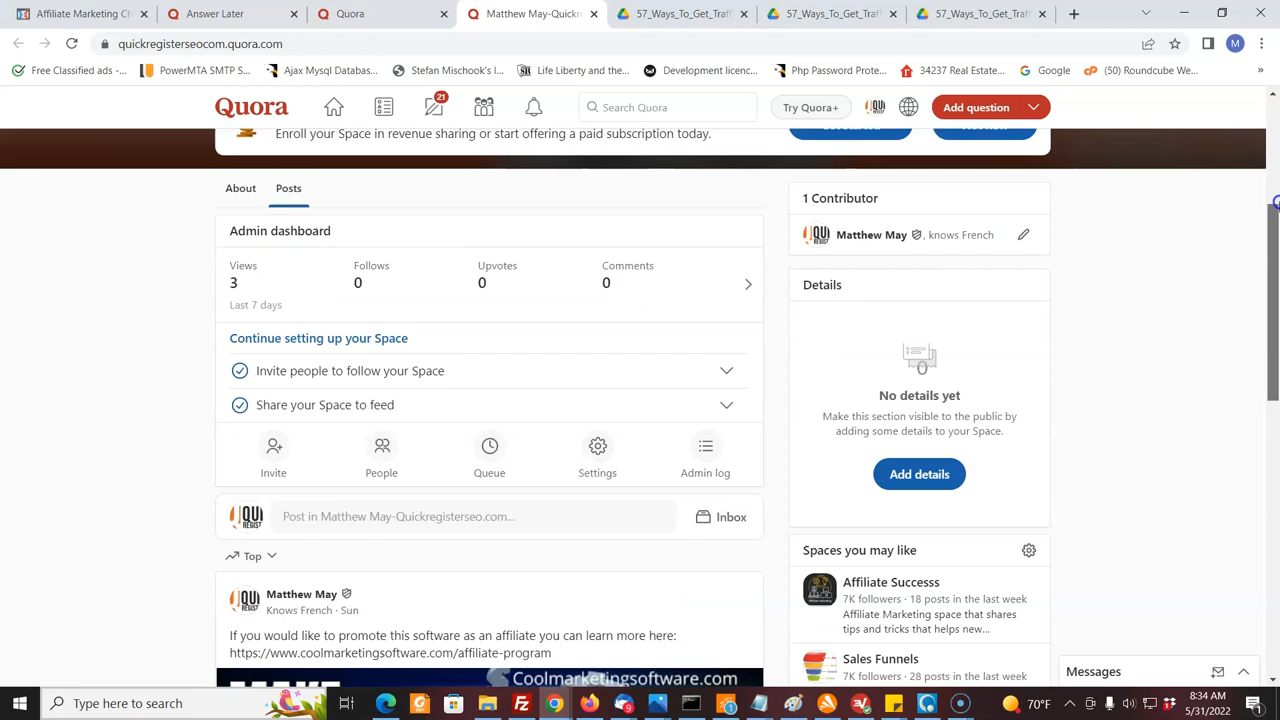 Affiliate Marketing Ch
Answer Later
Quora
Matthew May-Quick
57_Ways_To_Get_Traff
57_Ways_To_Get_Traff
57_Ways_To_Get_Traff
quickregisterseocom.quora.com
M
Free Classified ads -...
PowerMTA SMTP S...
Ajax Mysql Databas...
Stefan Mischook's l...
Life Liberty and the...
Development licenc...
Php Password Prote...
34237 Real Estate...
Google
(50) Roundcube We...
»
Quora
21
Search Quora
Try Quora+
Add question
Enroll your Space in revenue sharing or start offering a paid subscription today.
About
Posts
1 Contributor
Matthew May, knows French
Admin dashboard
Views
Follows
Upvotes
Comments
3
0
0
0
Last 7 days
Details
Continue setting up your Space
Invite people to follow your Space
Share your Space to feed
No details yet
Make this section visible to the public by
adding some details to your Space.
Add details
Invite
People
Queue
Settings
Admin log
Post in Matthew May-Quickregisterseo.com...
Inbox
Top
Spaces you may like
Affiliate Successs
7K followers · 18 posts in the last week
Affiliate Marketing space that shares
tips and tricks that helps new...
Matthew May
Knows French · Sun
If you would like to promote this software as an affiliate you can learn more here:
https://www.coolmarketingsoftware.com/affiliate-program
Coolmarketingsoftware.com
Sales Funnels
7K followers · 28 posts in the last week
Messages
Type here to search
70°F
8:34 AM
5/31/2022